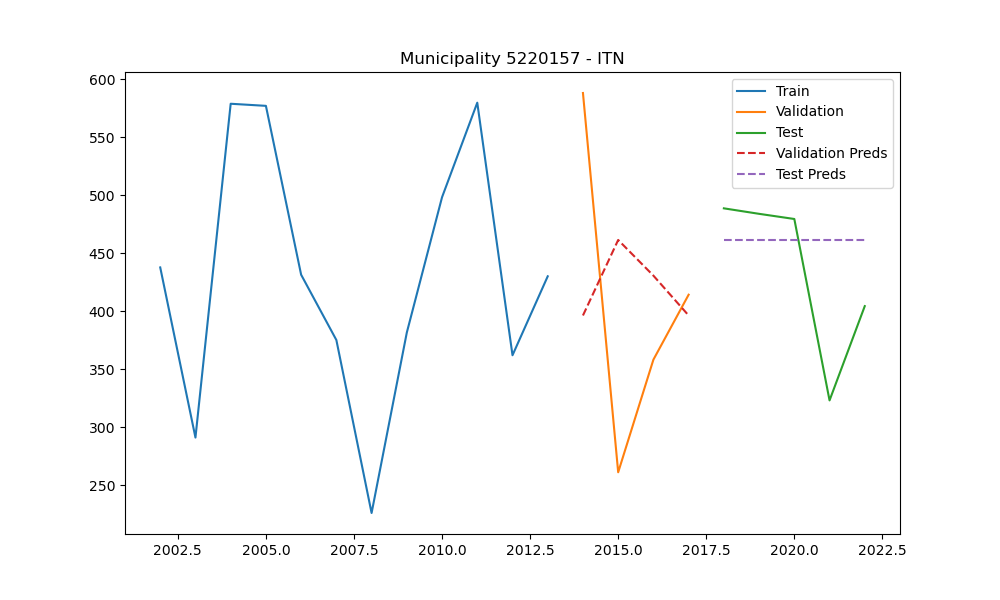 Municipality 5220157 - ITN
Train
Validation
Test
Validation Preds
Test Preds
600
550
500
450
400
350
300
250
2002.5 2005.0 2007.5 2010.0 2012.5 2015.0 2017.5 2020.0 2022.5